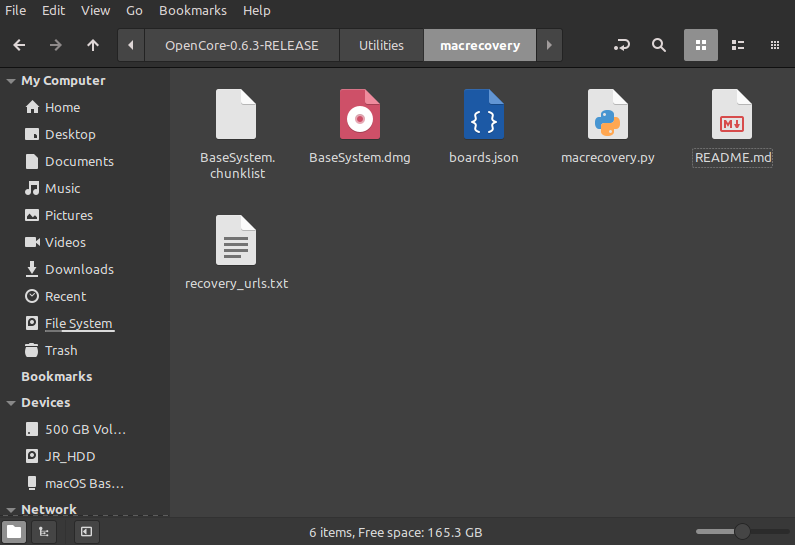 File Edit View Go Bookmarks Help
OpenCore-0.6.3-RELEASE Utilities macrecovery
My Computer
Home
Desktop
Documents
Music
Pictures
Videos
Downloads
Recent
File System
Trash
Bookmarks
Devices
500 GB Vol...
JR_HDD
macOS Bas...
Network
BaseSystem.
chunklist
BaseSystem.dmg
{}
boards.json
macrecovery.py
M
README.md
recovery_urls.txt
6 items, Free space: 165.3 GB